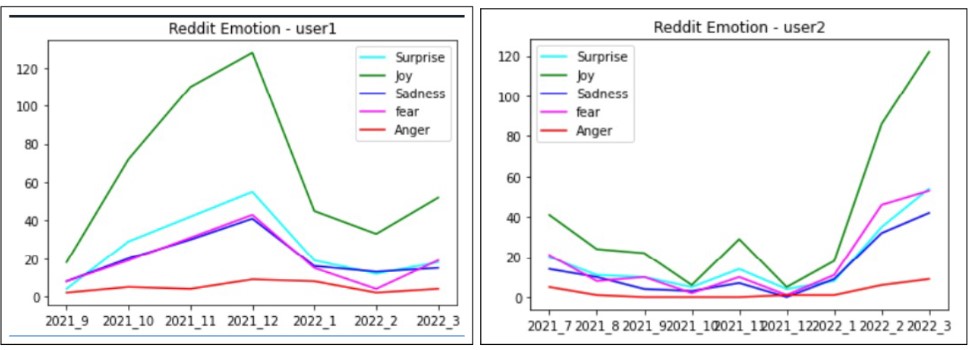 Reddit Emotion - user1
120
100
80
60
40
20
0
Surprise
Joy
Sadness
fear
Anger
2021_9 2021_10 2021_11 2021_12 2022_1 2022_2 2022_3
Reddit Emotion - user2
120
100
80
60
40
20
0
Surprise
Joy
Sadness
fear
Anger
2021_7 2021_8 2021_9 2021_10 2021_11 2021_12 2022_1 2022_2 2022_3